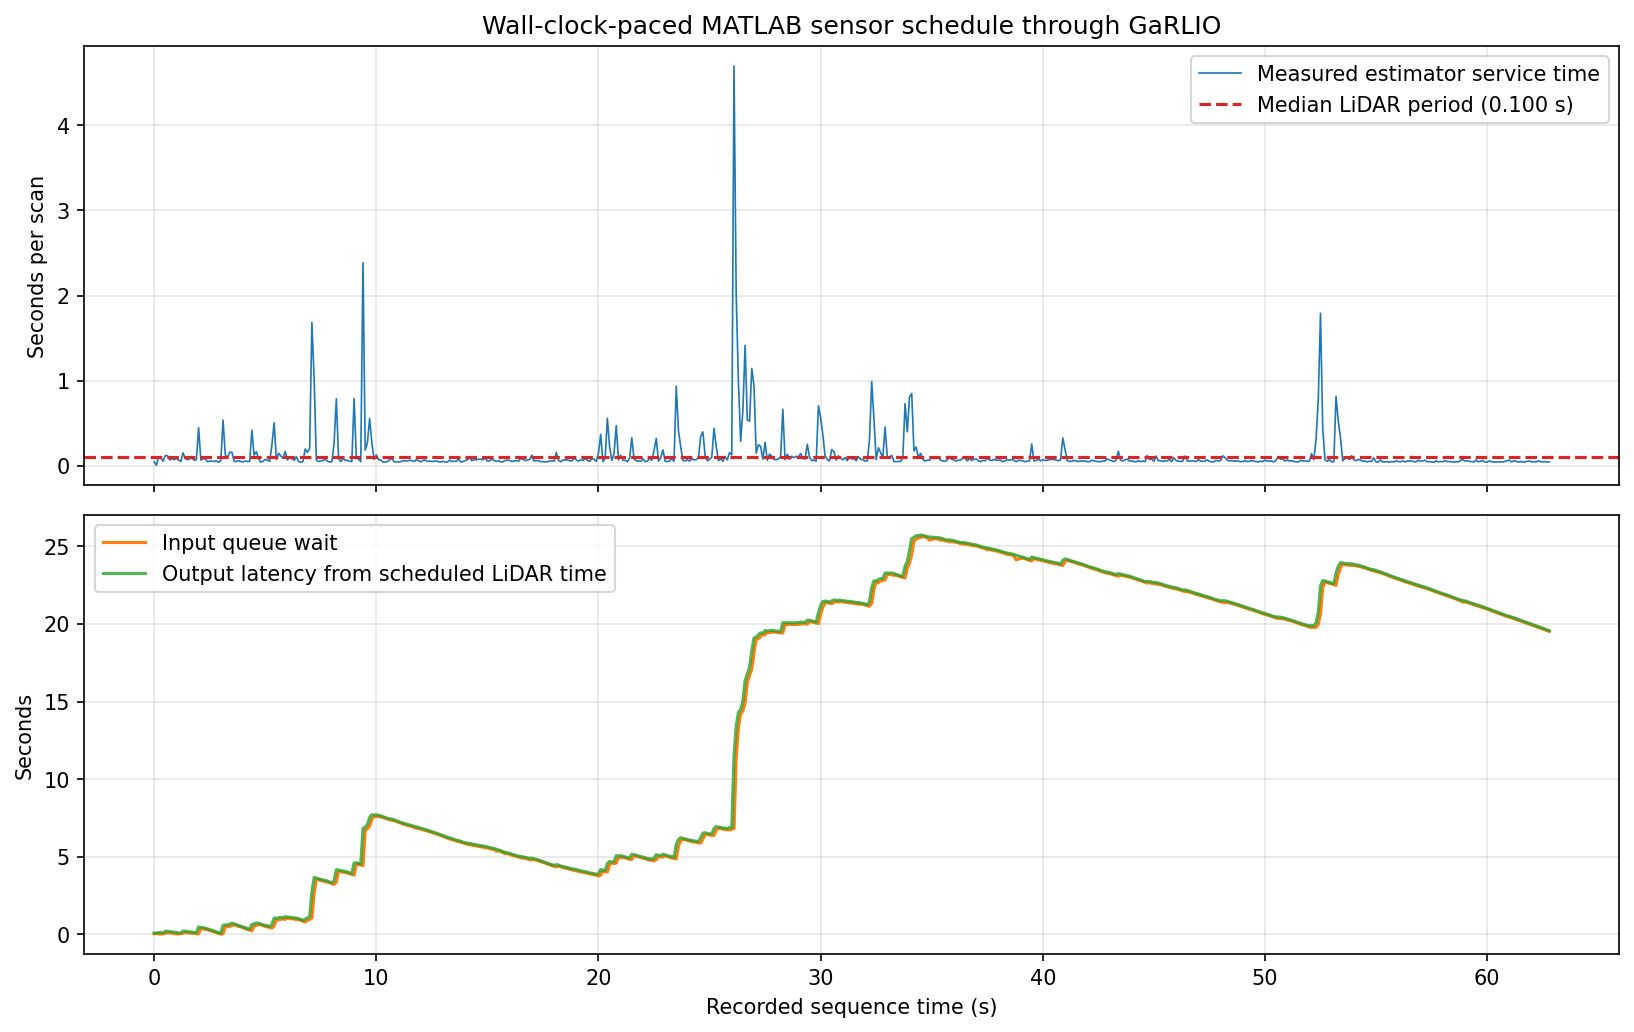 Wall-clock-paced MATLAB sensor schedule through GaRLIO
Measured estimator service time
Median LiDAR period (0.100 s)
Seconds per scan
4
3
2
1
0
Input queue wait
Output latency from scheduled LiDAR time
Seconds
25
20
15
10
5
0
0 10 20 30 40 50 60
Recorded sequence time (s)